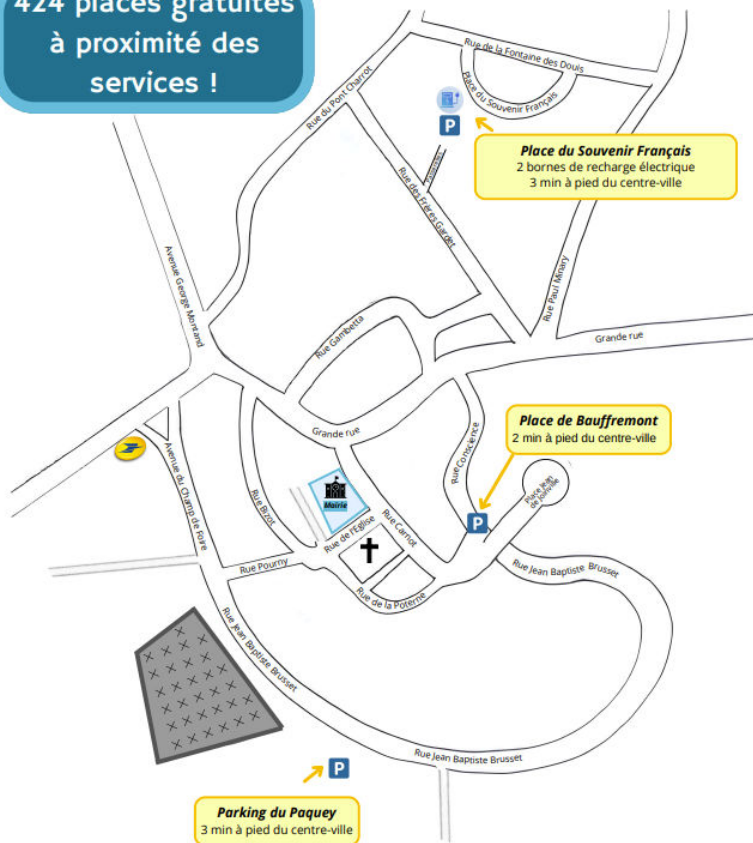 424 places gratuites
à proximité des
services !
Rue de la Fontaine des Douis
Place du Souvenir Français
Rue du Pont Charrot
P
Place du Souvenir Français
2 bornes de recharge électrique
3 min à pied du centre-ville
Rue des Frères Gardet
Avenue George Monsand
Rue Paul Minary
Rue Gambetta
Grande rue
Place de Bauffremont
2 min à pied du centre-ville
Grande rue
Rue Conscience
Avenue du Champ de Foire
Rue Bizot
Mairie
Place Jean
de Joinville
P
Rue de l'Eglise
Rue Carnot
Rue Pourny
Rue Jean Baptiste Brusset
Rue de la Poterne
Rue Jean Baptiste Brusset
Rue Jean Baptiste Brusset
P
Parking du Paquey
3 min à pied du centre-ville